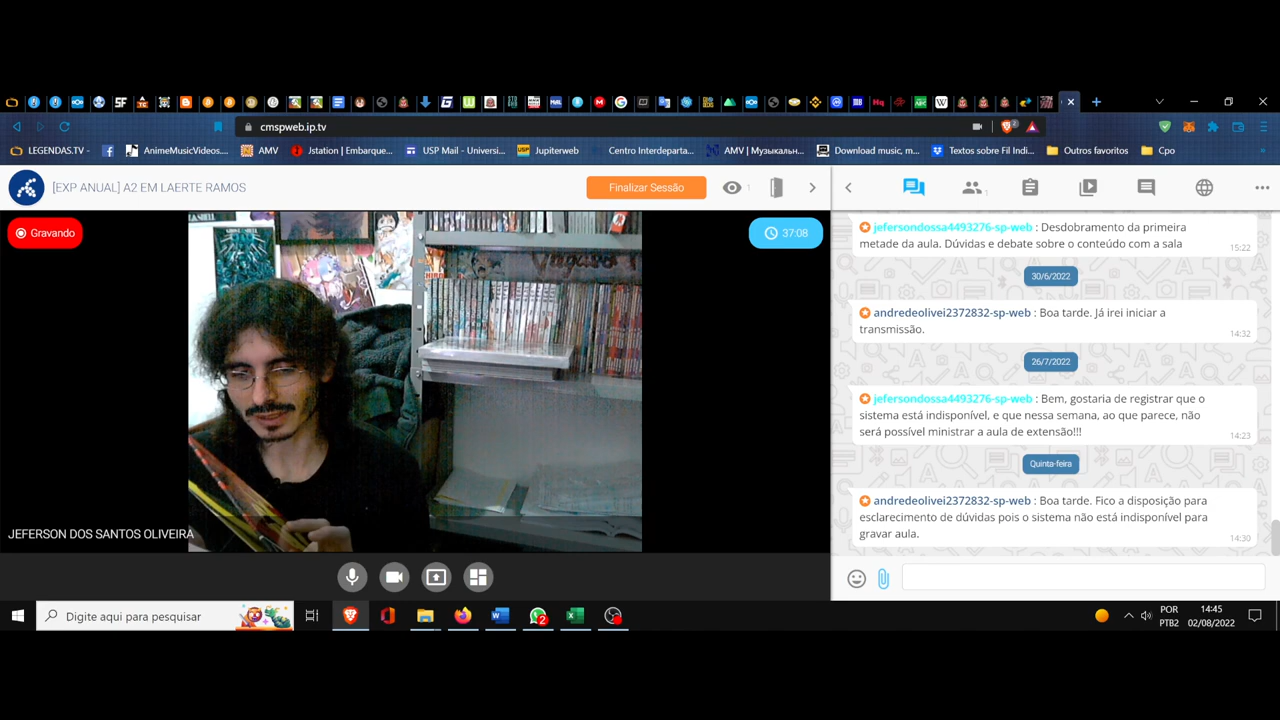 cmspweb.ip.tv
2
LEGENDAS.TV -
AnimeMusicVideos...
AMV
Jstation | Embarque...
USP Mail - Universi...
Jupiterweb
Centro Interdeparta...
AMV | Музыкальн...
Download music, m...
Textos sobre Fil Indi...
Outros favoritos
Cpo
[EXP ANUAL] A2 EM LAERTE RAMOS
Finalizar Sessão
1
1
Gravando
37:08
JEFERSON DOS SANTOS OLIVEIRA
jefersondossa4493276-sp-web : Desdobramento da primeira
metade da aula. Dúvidas e debate sobre o conteúdo com a sala
15:22
30/6/2022
andredeolivei2372832-sp-web : Boa tarde. Já irei iniciar a
transmissão.
14:32
26/7/2022
jefersondossa4493276-sp-web : Bem, gostaria de registrar que o
sistema está indisponível, e que nessa semana, ao que parece, não
será possível ministrar a aula de extensão!!!
14:23
Quinta-feira
andredeolivei2372832-sp-web : Boa tarde. Fico a disposição para
esclarecimento de dúvidas pois o sistema não está indisponível para
gravar aula.
14:30
Digite aqui para pesquisar
2
POR
PTB2
14:45
02/08/2022